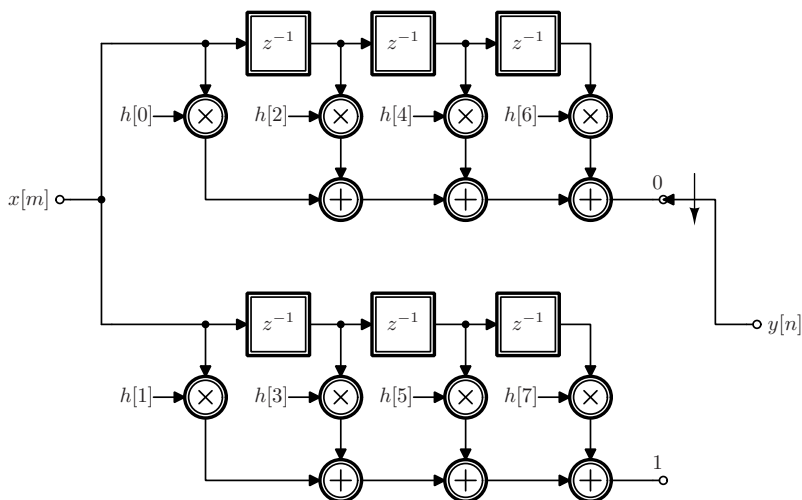 z⁻¹ z⁻¹ z⁻¹
h[0] h[2] h[4] h[6]
0
x[m]
z⁻¹ z⁻¹ z⁻¹
y[n]
h[1] h[3] h[5] h[7]
1